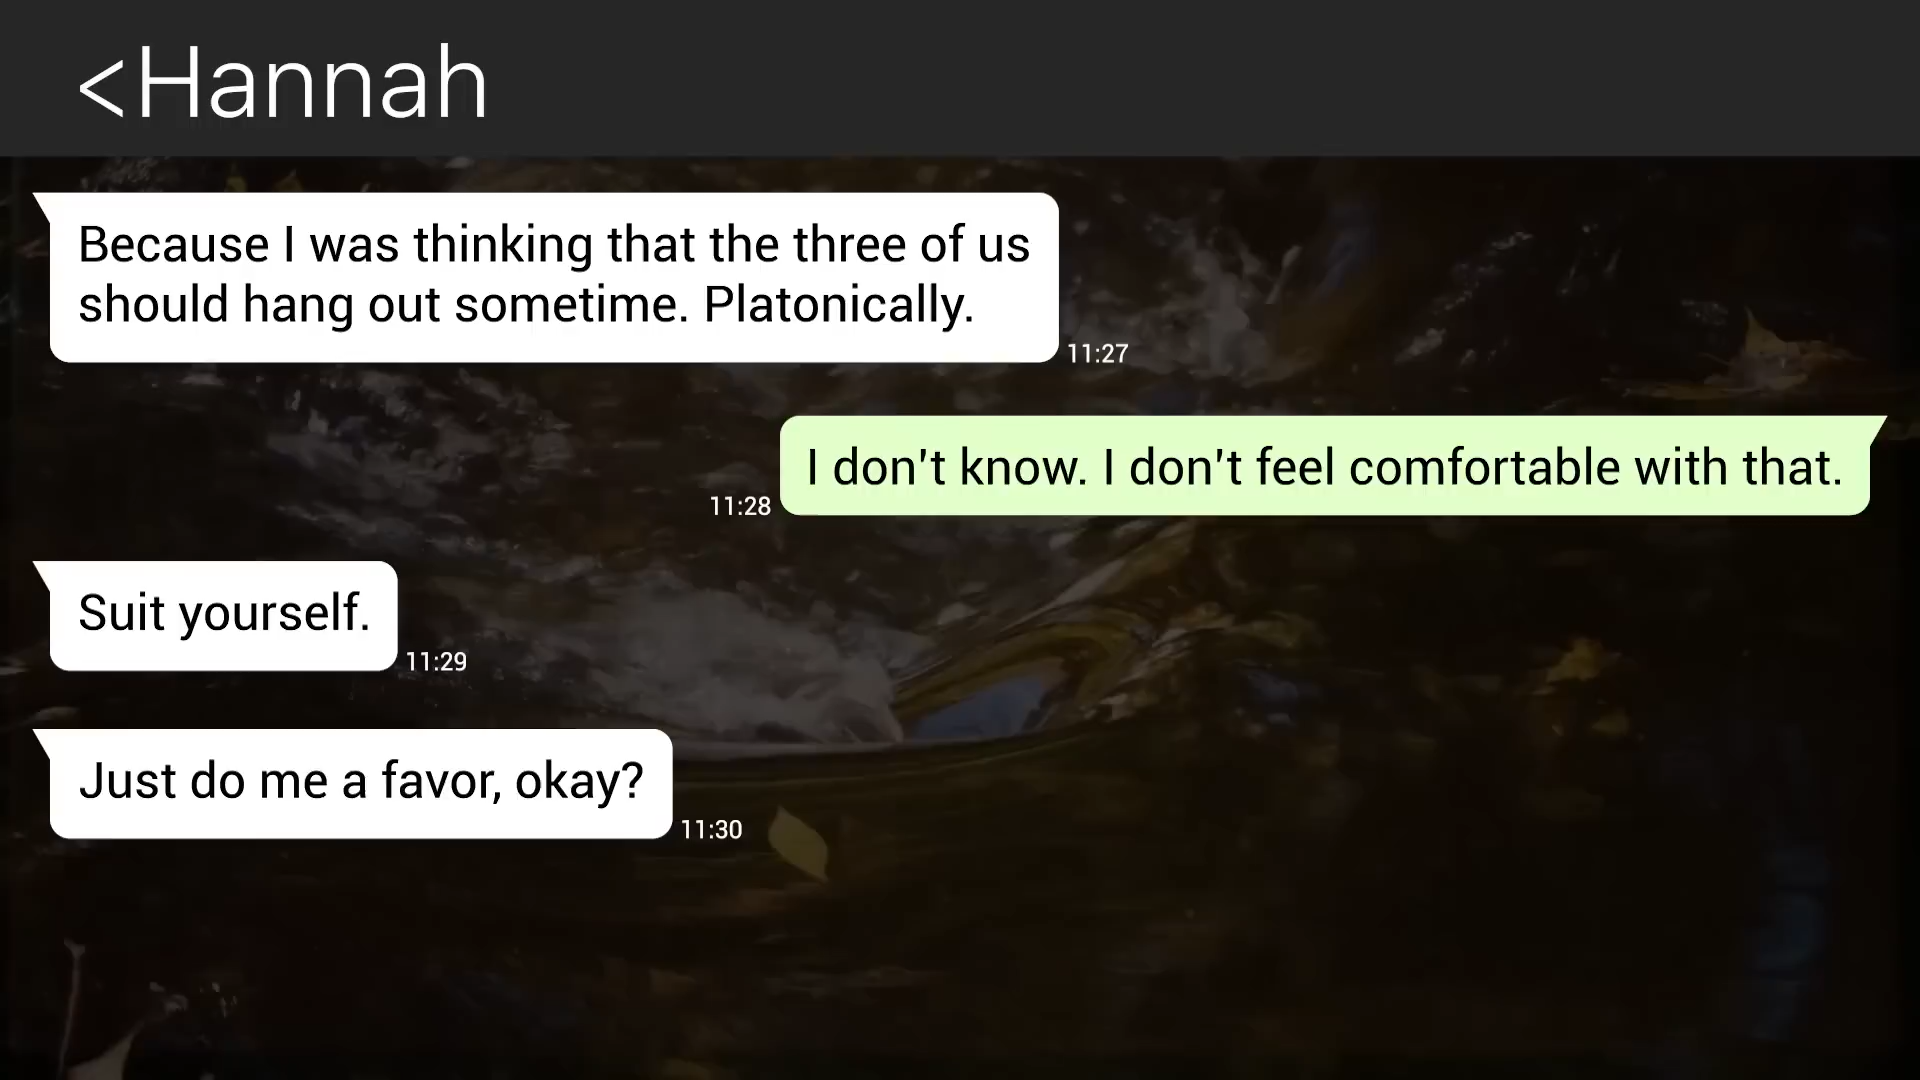 <Hannah
Because I was thinking that the three of us
should hang out sometime. Platonically.
11:27
I don't know. I don't feel comfortable with that.
11:28
Suit yourself.
11:29
Just do me a favor, okay?
11:30